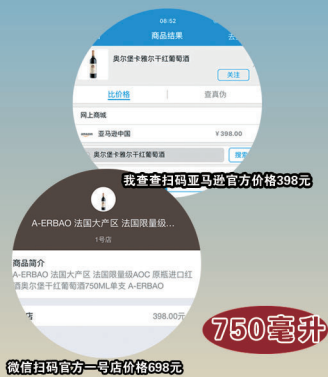 08:52
商品结果
奥尔堡卡雅尔干红葡萄酒
关注
比价格
查真伪
网上商城
亚马逊中国
¥398.00
奥尔堡卡雅尔干红葡萄酒
搜索
我查查扫码亚马逊官方价格398元
A-ERBAO 法国大产区 法国限量级...
1号店
商品简介
A-ERBAO 法国大产区 法国限量级AOC 原瓶进口红
酒奥尔堡干红葡萄酒750ML单支 A-ERBAO
店
398.00元
750毫升
微信扫码官方一号店价格698元